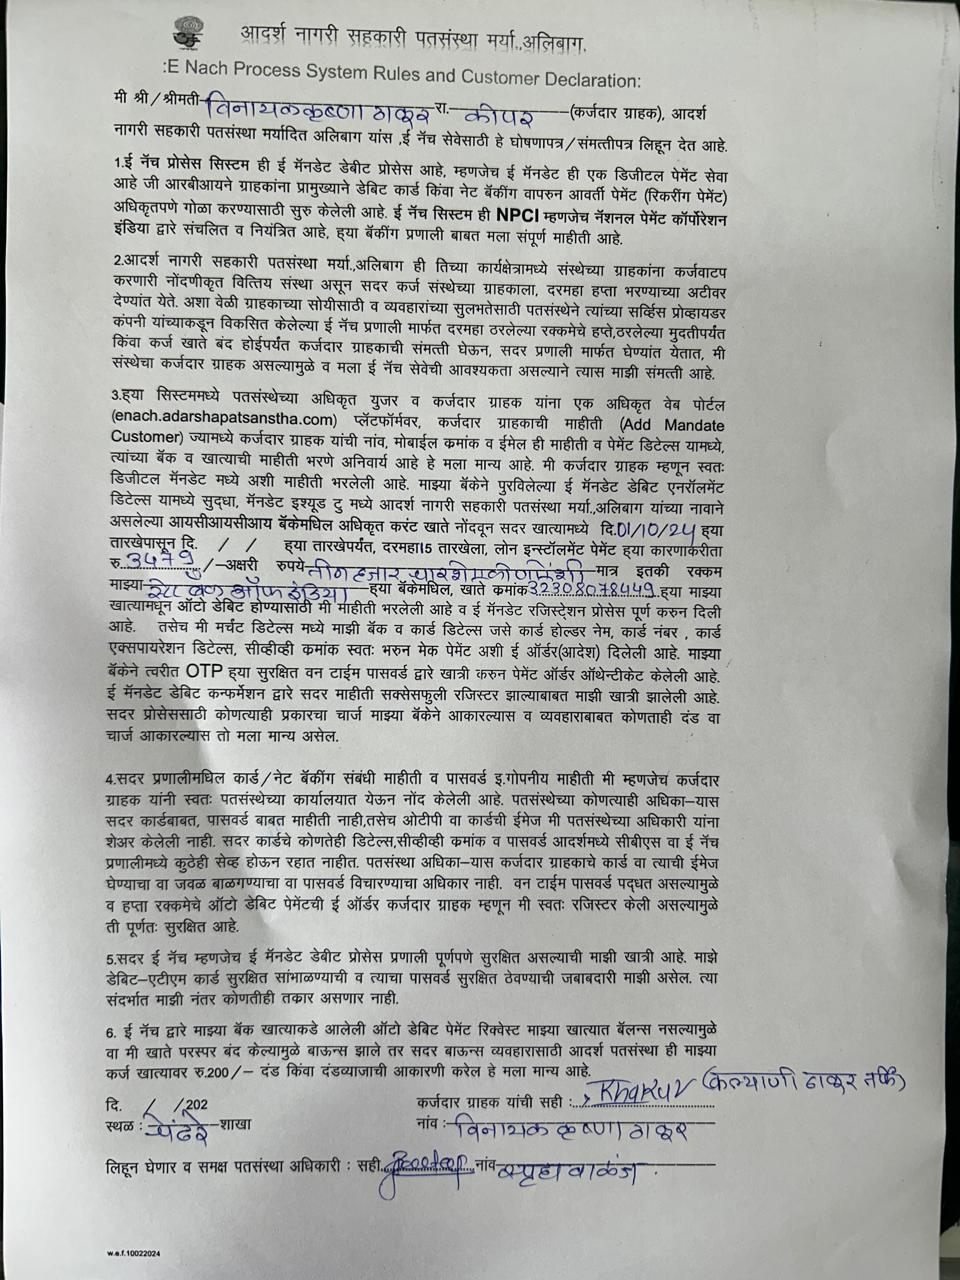 आदर्श नागरी सहकारी पतसंस्था मर्या.,अलिबाग.
:E Nach Process System Rules and Customer Declaration:
मी श्री/श्रीमती विनायक कृष्णा ठाकूर रा. कोपर (कर्जदार ग्राहक), आदर्श
नागरी सहकारी पतसंस्था मर्यादित अलिबाग यांस ,ई नॅच सेवेसाठी हे घोषणापत्र/संमत्तीपत्र लिहून देत आहे.
1.ई नॅच प्रोसेस सिस्टिम ही ई मॅनडेट डेबीट प्रोसेस आहे, म्हणजेच ई मॅनडेट ही एक डिजिटल पेमेंट सेवा
आहे जी आरबीआयने ग्राहकांना प्रामुख्याने डेबिट कार्ड किंवा नेट बॅकींग वापरुन आवर्ती पेमेंट (रिकरींग पेमेंट)
अधिकृतपणे गोळा करण्यासाठी सुरु केलेली आहे. ई नॅच सिस्टम ही NPCI म्हणजेच नॅशनल पेमेंट कॉर्पोरेशन
इंडिया द्वारे संचलित व नियंत्रित आहे, ह्या बॅकींग प्रणाली बाबत मला संपूर्ण माहीती आहे.
2.आदर्श नागरी सहकारी पतसंस्था मर्या.,अलिबाग ही तिच्या कार्यक्षेत्रामध्ये संस्थेच्या ग्राहकांना कर्जवाटप
करणारी नोंदणीकृत वित्तिय संस्था असून सदर कर्ज संस्थेच्या ग्राहकाला, दरमहा हप्ता भरण्याच्या अटीवर
देण्यांत येते. अशा वेळी ग्राहकाच्या सोयीसाठी व व्यवहारांच्या सुलभतेसाठी पतसंस्थेने त्यांच्या सर्व्हिस प्रोव्हायडर
कंपनी यांच्याकडून विकसित केलेल्या ई नॅच प्रणाली मार्फत दरमहा ठरलेल्या रक्कमेचे हप्ते,ठरलेल्या मुदतीपर्यंत
किंवा कर्ज खाते बंद होईपर्यंत कर्जदार ग्राहकाची संमत्ती घेऊन, सदर प्रणाली मार्फत घेण्यांत येतात, मी
संस्थेचा कर्जदार ग्राहक असल्यामुळे व मला ई नॅच सेवेची आवश्यकता असल्याने त्यास माझी संमत्ती आहे.
3.ह्या सिस्टिममध्ये पतसंस्थेच्या अधिकृत युजर व कर्जदार ग्राहक यांना एक अधिकृत वेब पोर्टल
(enach.adarshapatsanstha.com) प्लॅटफॉर्मवर, कर्जदार ग्राहकाची माहीती (Add Mandate
Customer) ज्यामध्ये कर्जदार ग्राहक यांची नांव, मोबाईल क्रमांक व ईमेल ही माहीती व पेमेंट डिटेल्स यामध्ये,
त्यांच्या बॅक व खात्याची माहीती भरणे अनिवार्य आहे हे मला मान्य आहे. मी कर्जदार ग्राहक म्हणून स्वतः
डिजीटल मॅनडेट मध्ये अशी माहीती भरलेली आहे. माझ्या बॅकेने पुरविलेल्या ई मॅनडेट डेबिट एनरॉलमेंट
डिटेल्स यामध्ये सुद्धा, मॅनडेट इश्यूड टु मध्ये आदर्श नागरी सहकारी पतसंस्था मर्या.,अलिबाग यांच्या नावाने
असलेल्या आयसीआयसीआय बॅकेमधिल अधिकृत करंट खाते नोंदवून सदर खात्यामध्ये दि.01/10/24 ह्या
तारखेपासून दि. / / ह्या तारखेपर्यंत, दरमहा15 तारखेला, लोन इन्स्टॉलमेंट पेमेंट ह्या कारणाकरीता
रु.3479/-अक्षरी रुपये तीन हजार चारशे एकोणऐंशी मात्र इतकी रक्कम
माझ्या स्टेट बँक ऑफ इंडिया ह्या बॅकेमधिल, खाते क्रमांक 32308078449 ह्या माझ्या
खात्यामधून ऑटो डेबिट होण्यासाठी मी माहीती भरलेली आहे व ई मॅनडेट रजिस्ट्रेशन प्रोसेस पूर्ण करुन दिली
आहे. तसेच मी मर्चंट डिटेल्स मध्ये माझी बॅक व कार्ड डिटेल्स जसे कार्ड होल्डर नेम, कार्ड नंबर , कार्ड
एक्सपायरेशन डिटेल्स, सीव्हीव्ही क्रमांक स्वतः भरुन मेक पेमेंट अशी ई ऑर्डर(आदेश) दिलेली आहे. माझ्या
बॅकेने त्वरीत OTP ह्या सुरक्षित वन टाईम पासवर्ड द्वारे खात्री करुन पेमेंट ऑर्डर ऑथेन्टीकेट केलेली आहे.
ई मॅनडेट डेबिट कन्फर्मेशन द्वारे सदर माहीती सक्सेसफुली रजिस्टर झाल्याबाबत माझी खात्री झालेली आहे.
सदर प्रोसेससाठी कोणत्याही प्रकारचा चार्ज माझ्या बॅकेने आकारल्यास व व्यवहाराबाबत कोणताही दंड वा
चार्ज आकारल्यास तो मला मान्य असेल.
4.सदर प्रणालीमधिल कार्ड/नेट बॅकींग संबंधी माहीती व पासवर्ड इ.गोपनीय माहीती मी म्हणजेच कर्जदार
ग्राहक यांनी स्वतः पतसंस्थेच्या कार्यालयात येऊन नोंद केलेली आहे. पतसंस्थेच्या कोणत्याही अधिका-यास
सदर कार्डबाबत, पासवर्ड बाबत माहीती नाही,तसेच ओटीपी वा कार्डची ईमेज मी पतसंस्थेच्या अधिकारी यांना
शेअर केलेली नाही. सदर कार्डचे कोणतेही डिटेल्स,सीव्हीव्ही क्रमांक व पासवर्ड आदर्शमध्ये सीबीएस वा ई नॅच
प्रणालीमध्ये कुठेही सेव्ह होऊन रहात नाहीत. पतसंस्था अधिका-यास कर्जदार ग्राहकाचे कार्ड वा त्याची ईमेज
घेण्याचा वा जवळ बाळगण्याचा वा पासवर्ड विचारण्याचा अधिकार नाही. वन टाईम पासवर्ड पद्धत असल्यामुळे
व हप्ता रक्कमेचे ऑटो डेबिट पेमेंटची ई ऑर्डर कर्जदार ग्राहक म्हणून मी स्वतः रजिस्टर केली असल्यामुळे
ती पूर्णतः सुरक्षित आहे.
5.सदर ई नॅच म्हणजेच ई मॅनडेट डेबीट प्रोसेस प्रणाली पूर्णपणे सुरक्षित असल्याची माझी खात्री आहे. माझे
डेबिट-एटीएम कार्ड सुरक्षित सांभाळण्याची व त्याचा पासवर्ड सुरक्षित ठेवण्याची जबाबदारी माझी असेल. त्या
संदर्भात माझी नंतर कोणतीही तक्रार असणार नाही.
6. ई नॅच द्वारे माझ्या बॅक खात्याकडे आलेली ऑटो डेबिट पेमेंट रिक्वेस्ट माझ्या खात्यात बॅलन्स नसल्यामुळे
वा मी खाते परस्पर बंद केल्यामुळे बाऊन्स झाले तर सदर बाऊन्स व्यवहारासाठी आदर्श पतसंस्था ही माझ्या
कर्ज खात्यावर रु.200/- दंड किंवा दंडव्याजाची आकारणी करेल हे मला मान्य आहे.
दि. / /202 कर्जदार ग्राहक यांची सही : Kthakur (कल्याणी ठाकूर तर्फे)
स्थळ : पेंढरे शाखा नांव : विनायक कृष्णा ठाकूर
लिहून घेणार व समक्ष पतसंस्था अधिकारी : सही नांव स्पृहा वाळंज.
w.e.f.10022024